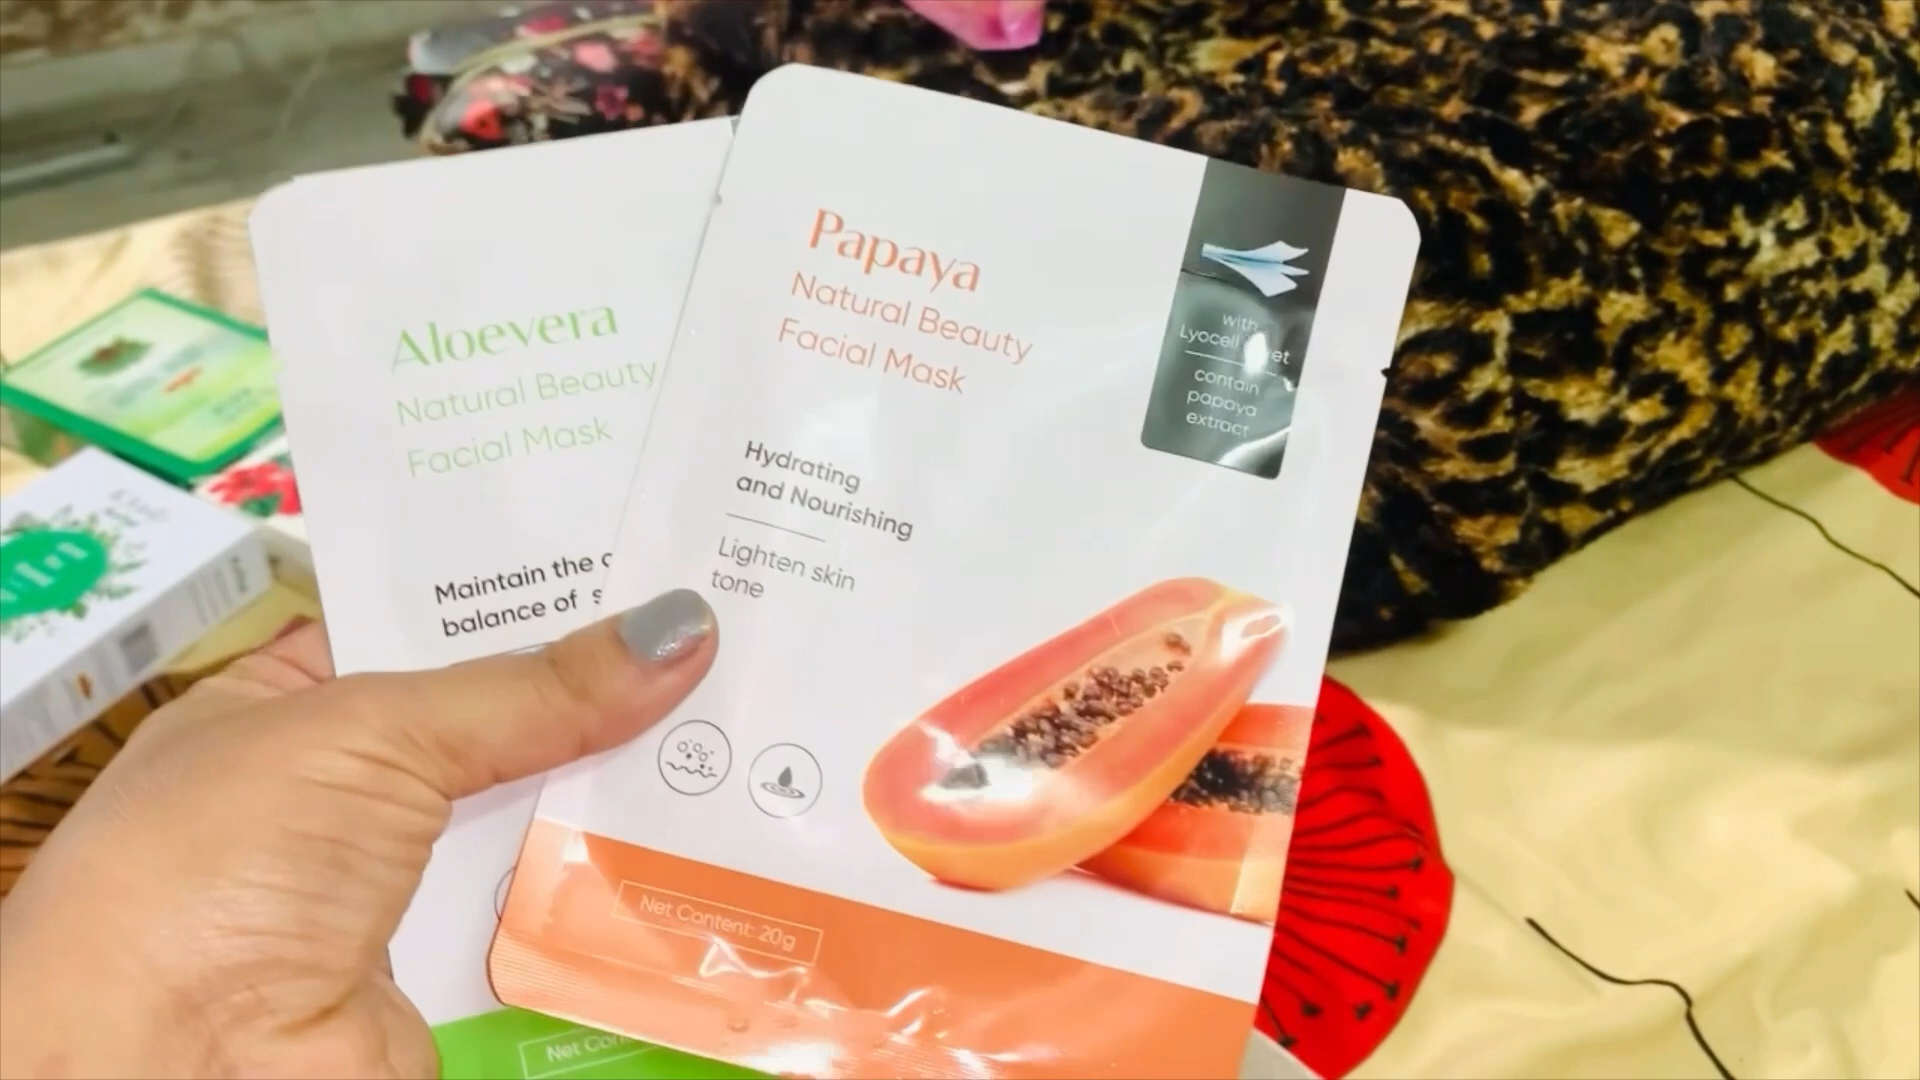 Aloevera
Natural Beauty
Facial Mask
Maintain the
balance of
Net
Papaya
Natural Beauty
Facial Mask
with
Lyocell
contain
papaya
extract
Hydrating
and Nourishing
Lighten skin
tone
Net Content: 20g